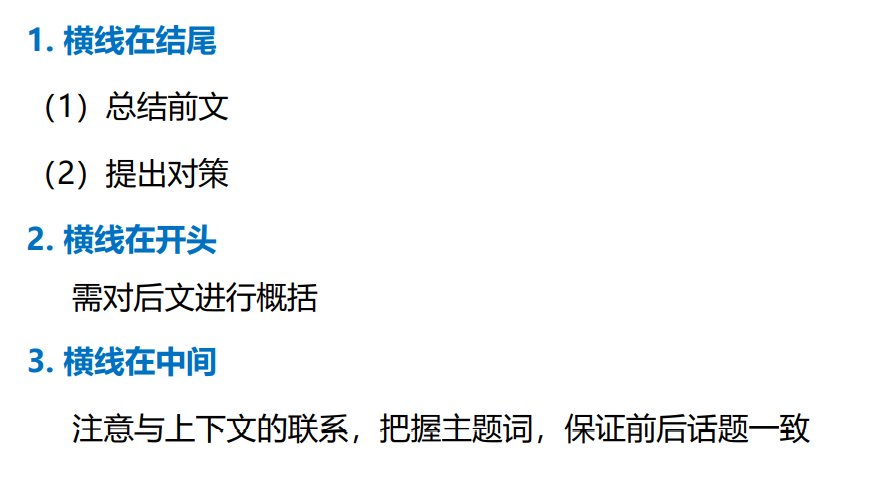 1. 横线在结尾
（1）总结前文
（2）提出对策
2. 横线在开头
需对后文进行概括
3. 横线在中间
注意与上下文的联系，把握主题词，保证前后话题一致